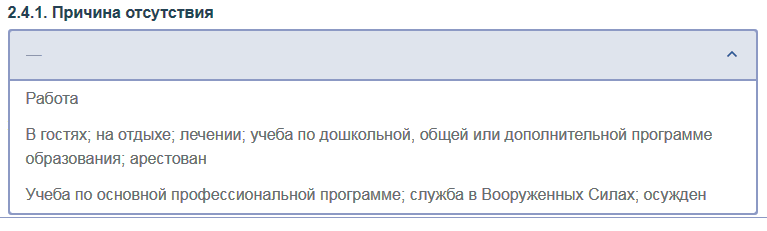 2.4.1. Причина отсутствия
—
Работа
В гостях; на отдыхе; лечении; учеба по дошкольной, общей или дополнительной программе
образования; арестован
Учеба по основной профессиональной программе; служба в Вооруженных Силах; осужден